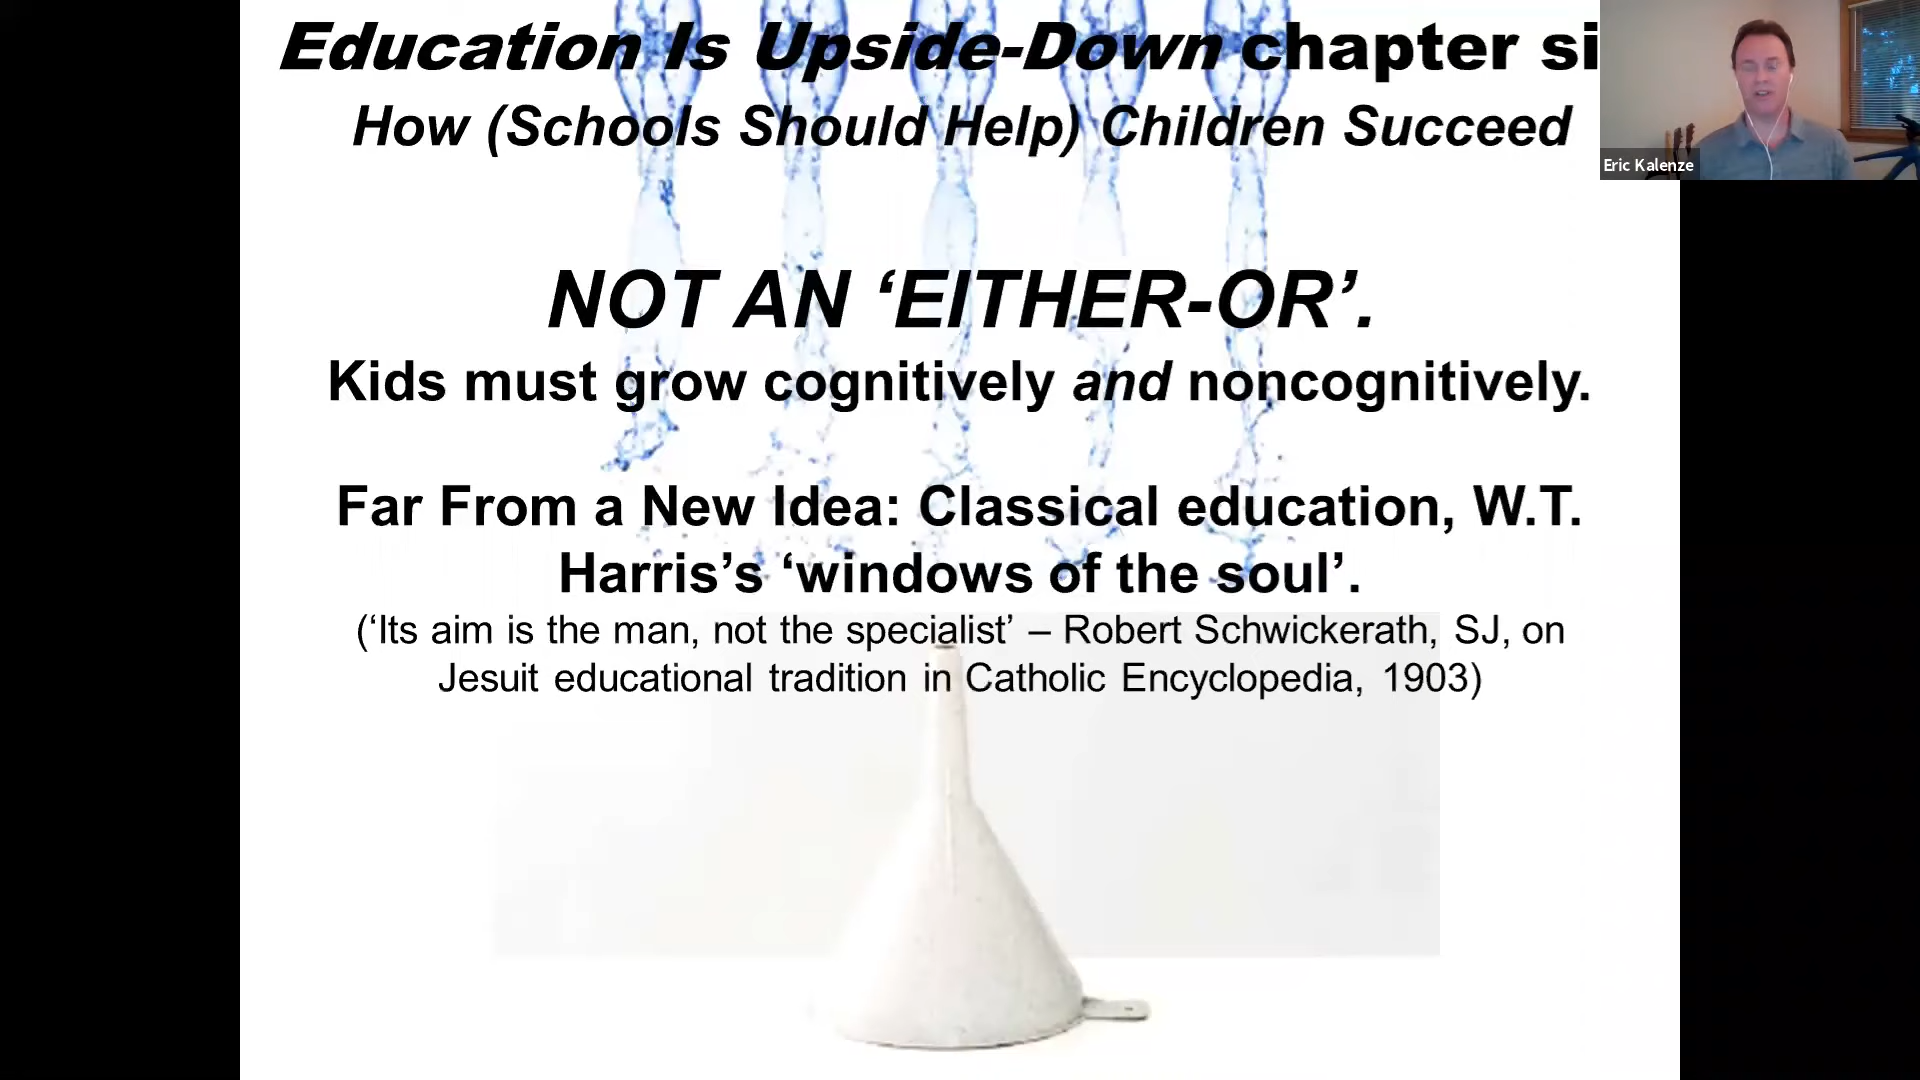 Education Is Upside-Down chapter si
How (Schools Should Help) Children Succeed
Eric Kalenze
NOT AN ‘EITHER-OR’.
Kids must grow cognitively and noncognitively.
Far From a New Idea: Classical education, W.T.
Harris’s ‘windows of the soul’.
(‘Its aim is the man, not the specialist’ – Robert Schwickerath, SJ, on
Jesuit educational tradition in Catholic Encyclopedia, 1903)